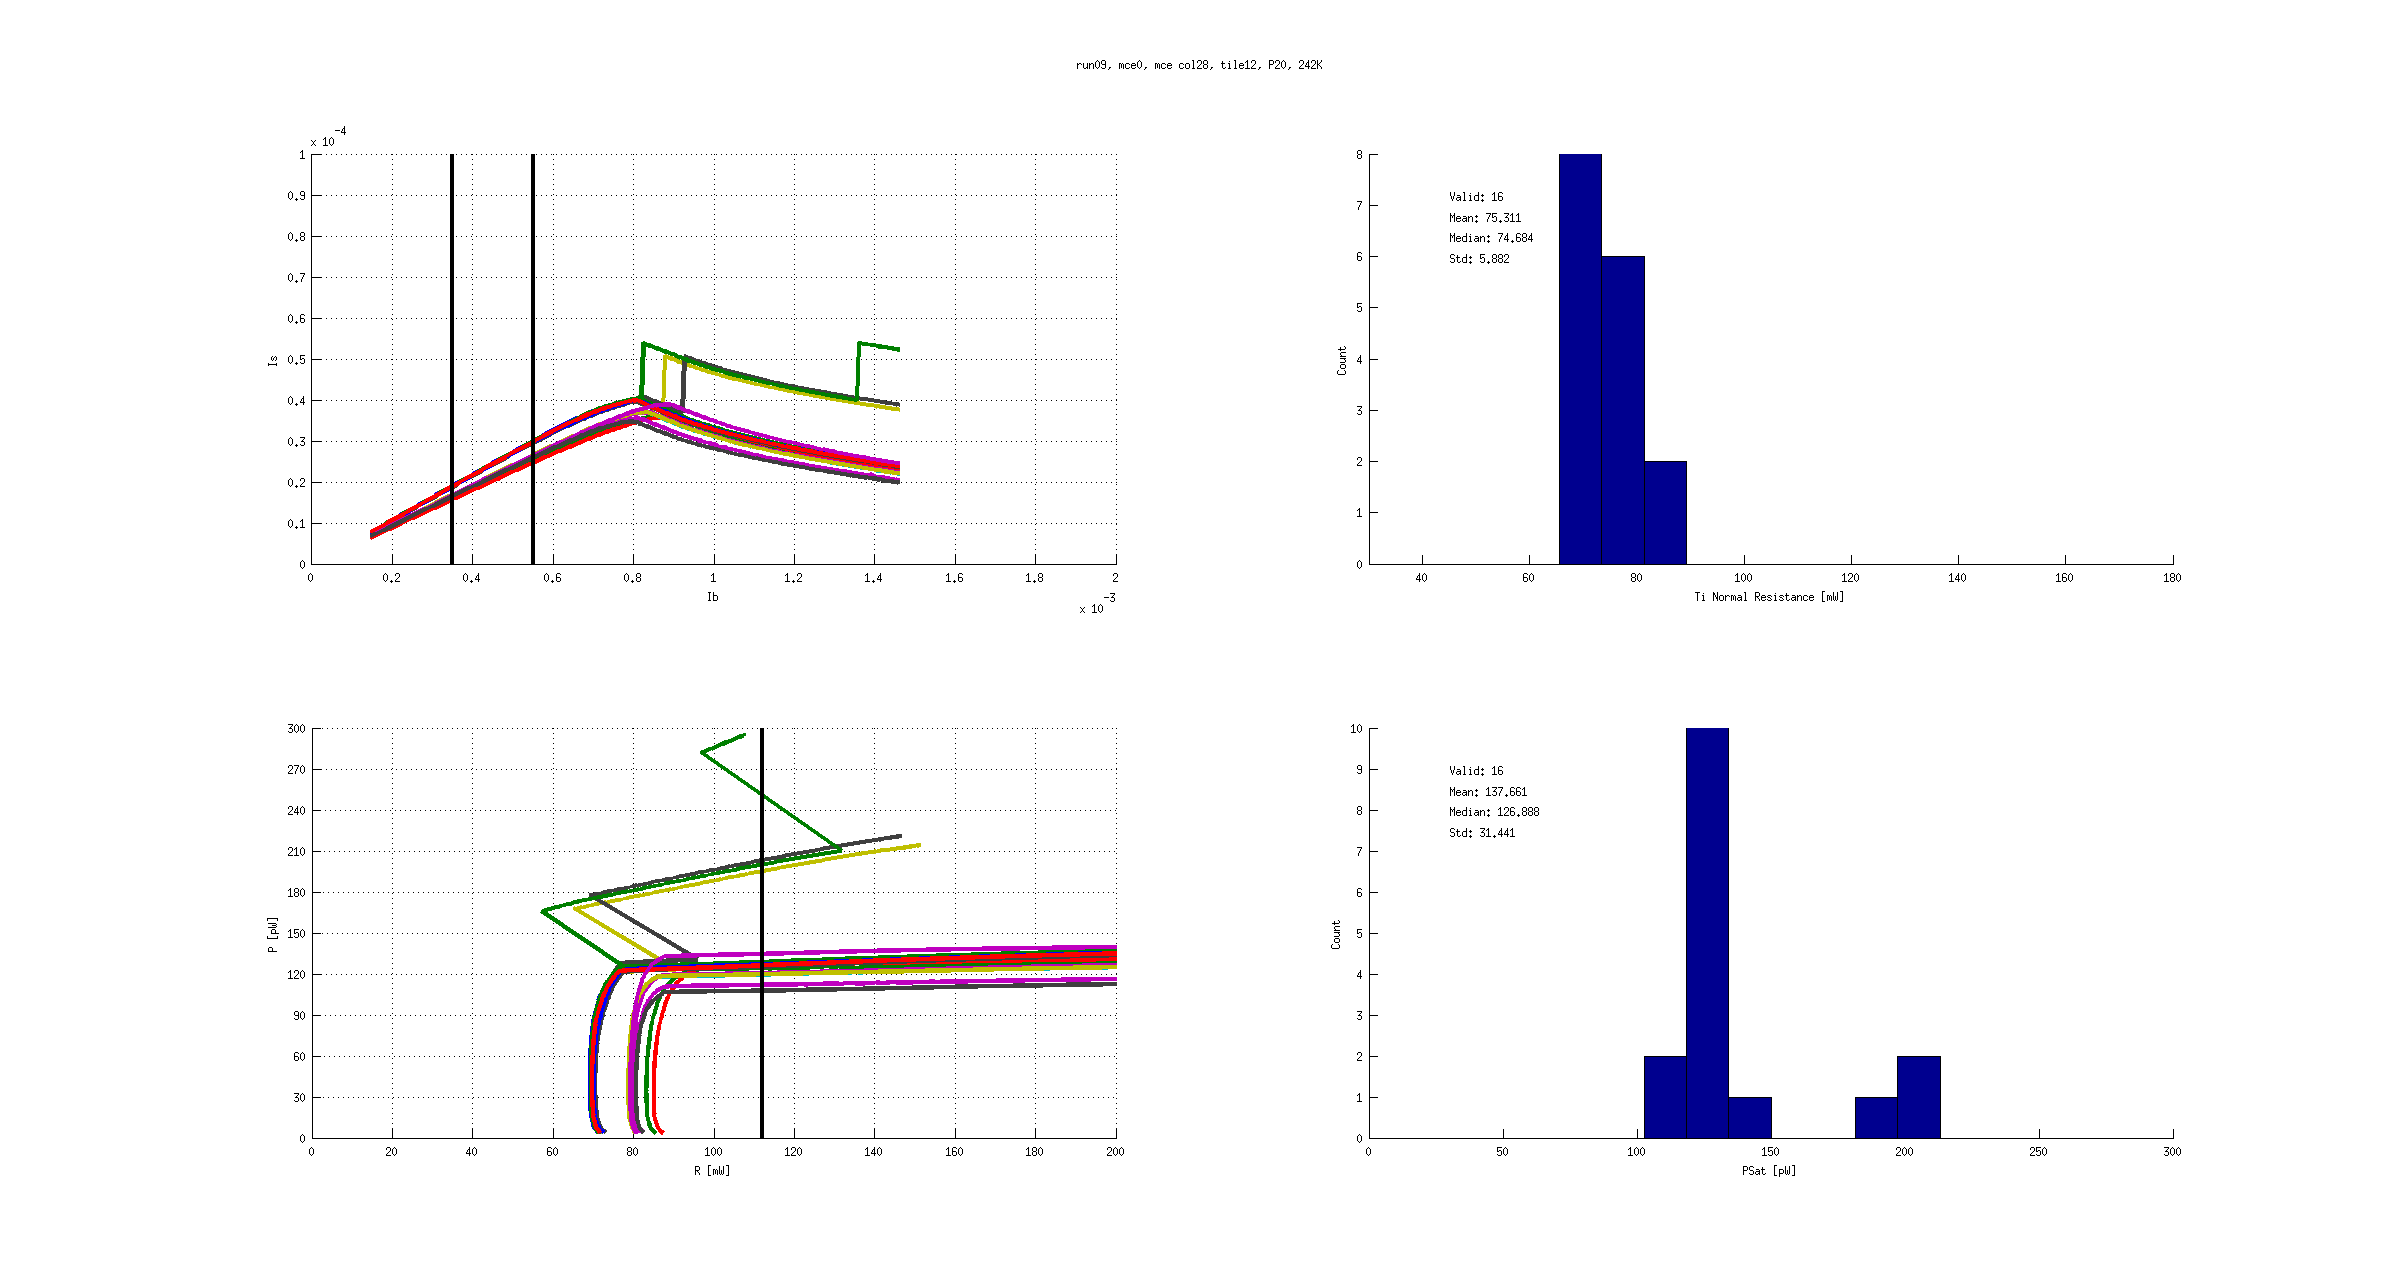 run09, mce0, mce col28, tile12, P20, 242K
x 10 -4
1
0.9
0.8
0.7
0.6
0.5
0.4
0.3
0.2
0.1
0
Is
0 0.2 0.4 0.6 0.8 1 1.2 1.4 1.6 1.8 2
Ib
x 10 -3
8
7
6
5
4
3
2
1
0
Count
Valid: 16
Mean: 75.311
Median: 74.684
Std: 5.882
40 60 80 100 120 140 160 180
Ti Normal Resistance [mW]
300
270
240
210
180
150
120
90
60
30
0
P [pW]
0 20 40 60 80 100 120 140 160 180 200
R [mW]
10
9
8
7
6
5
4
3
2
1
0
Count
Valid: 16
Mean: 137.661
Median: 126.888
Std: 31.441
0 50 100 150 200 250 300
PSat [pW]